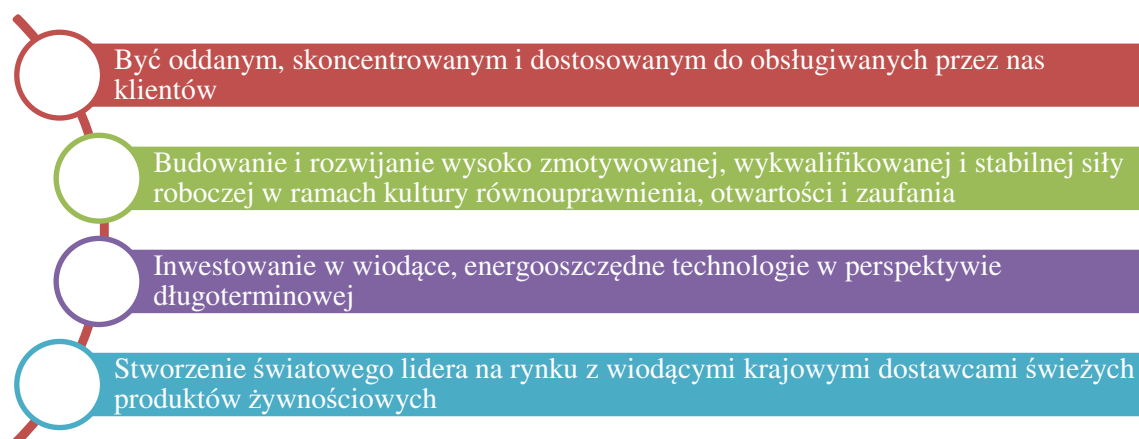 Być oddanym, skoncentrowanym i dostosowanym do obsługiwanych przez nas
klientów
Budowanie i rozwijanie wysoko zmotywowanej, wykwalifikowanej i stabilnej siły
roboczej w ramach kultury równouprawnienia, otwartości i zaufania
Inwestowanie w wiodące, energooszczędne technologie w perspektywie
długoterminowej
Stworzenie światowego lidera na rynku z wiodącymi krajowymi dostawcami świeżych
produktów żywnościowych